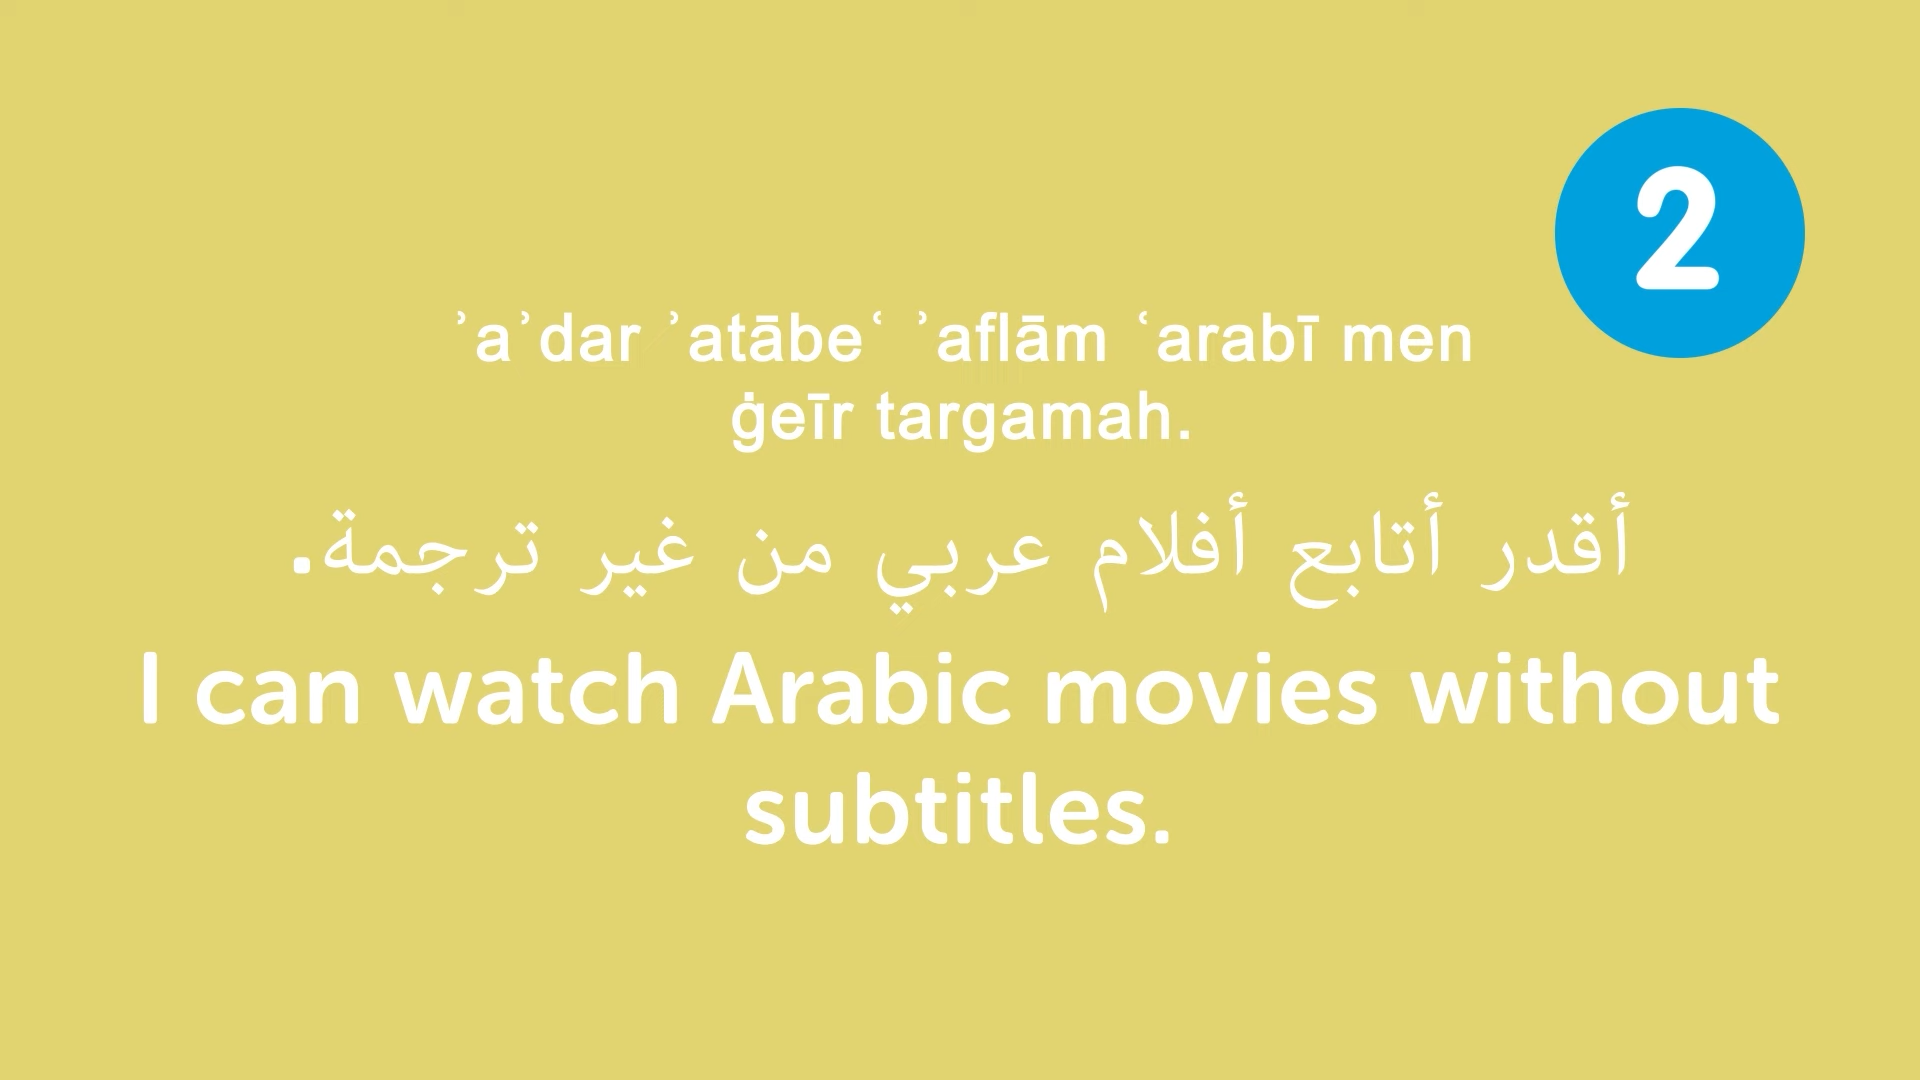 2
ʾaʾdar ʾatābeʿ ʾaflām ʿarabī men
ġeīr targamah.
أقدر أتابع أفلام عربي من غير ترجمة.
I can watch Arabic movies without
subtitles.